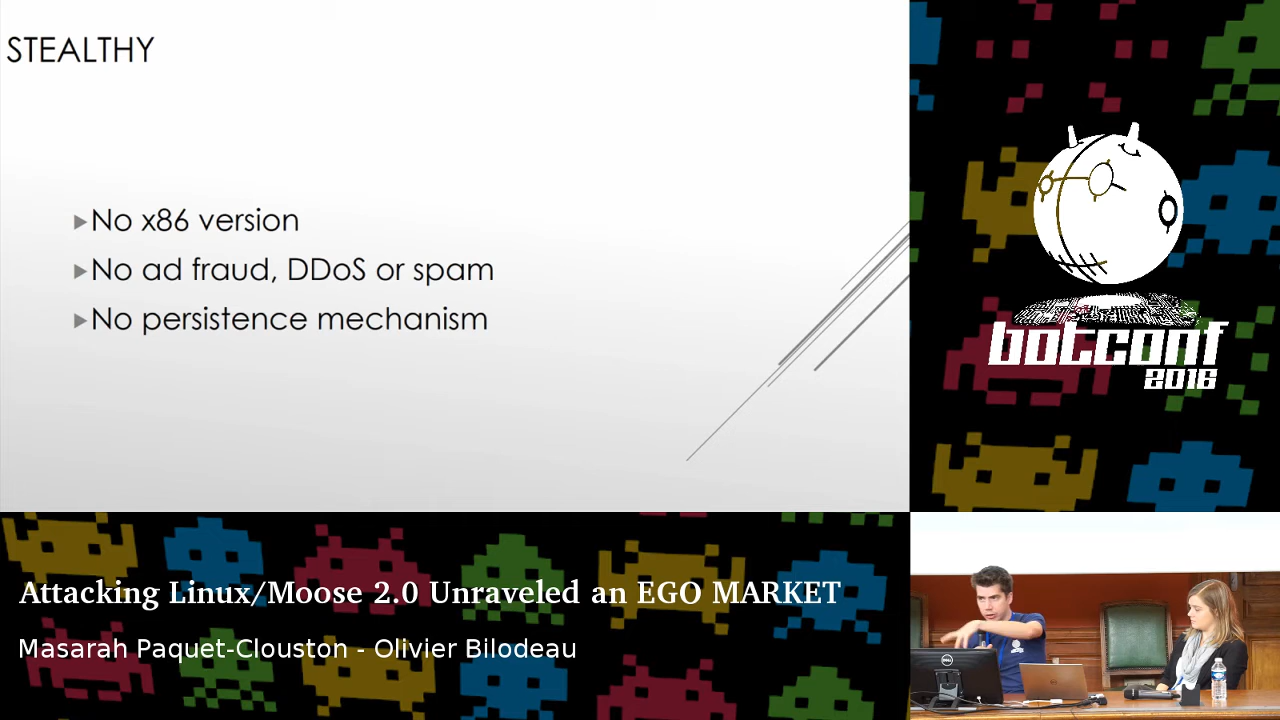 STEALTHY
No x86 version
No ad fraud, DDoS or spam
No persistence mechanism
botconf
2016
Attacking Linux/Moose 2.0 Unraveled an EGO MARKET
Masarah Paquet-Clouston - Olivier Bilodeau
DELL